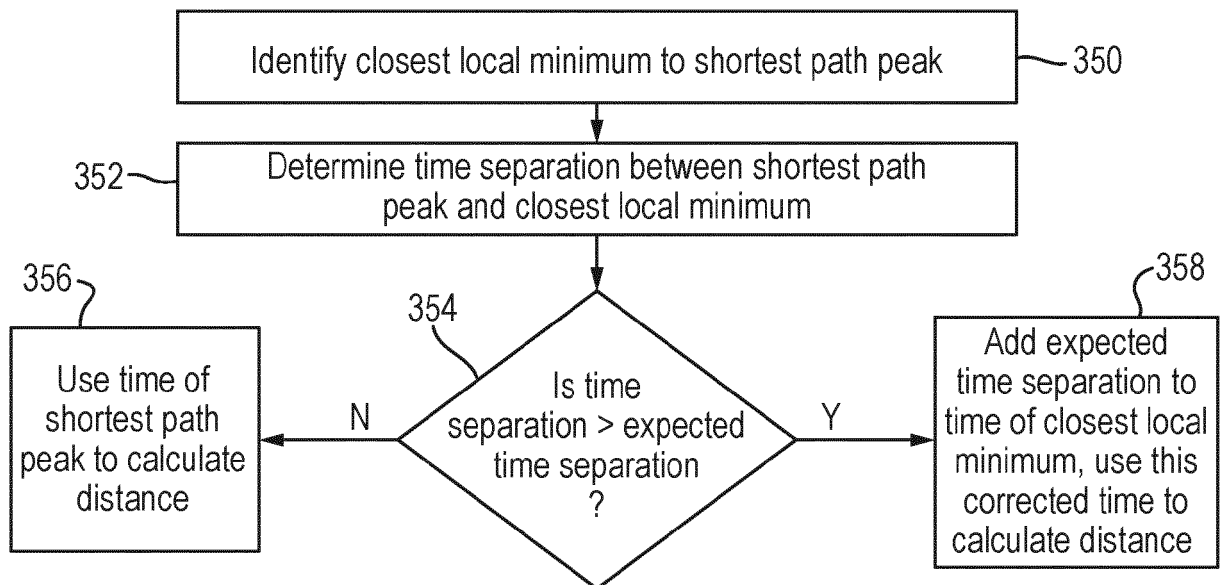 Identify closest local minimum to shortest path peak
350
352
Determine time separation between shortest path
peak and closest local minimum
356
354
358
Use time of
shortest path
peak to calculate
distance
N
Is time
separation > expected
time separation
?
Y
Add expected
time separation to
time of closest local
minimum, use this
corrected time to
calculate distance